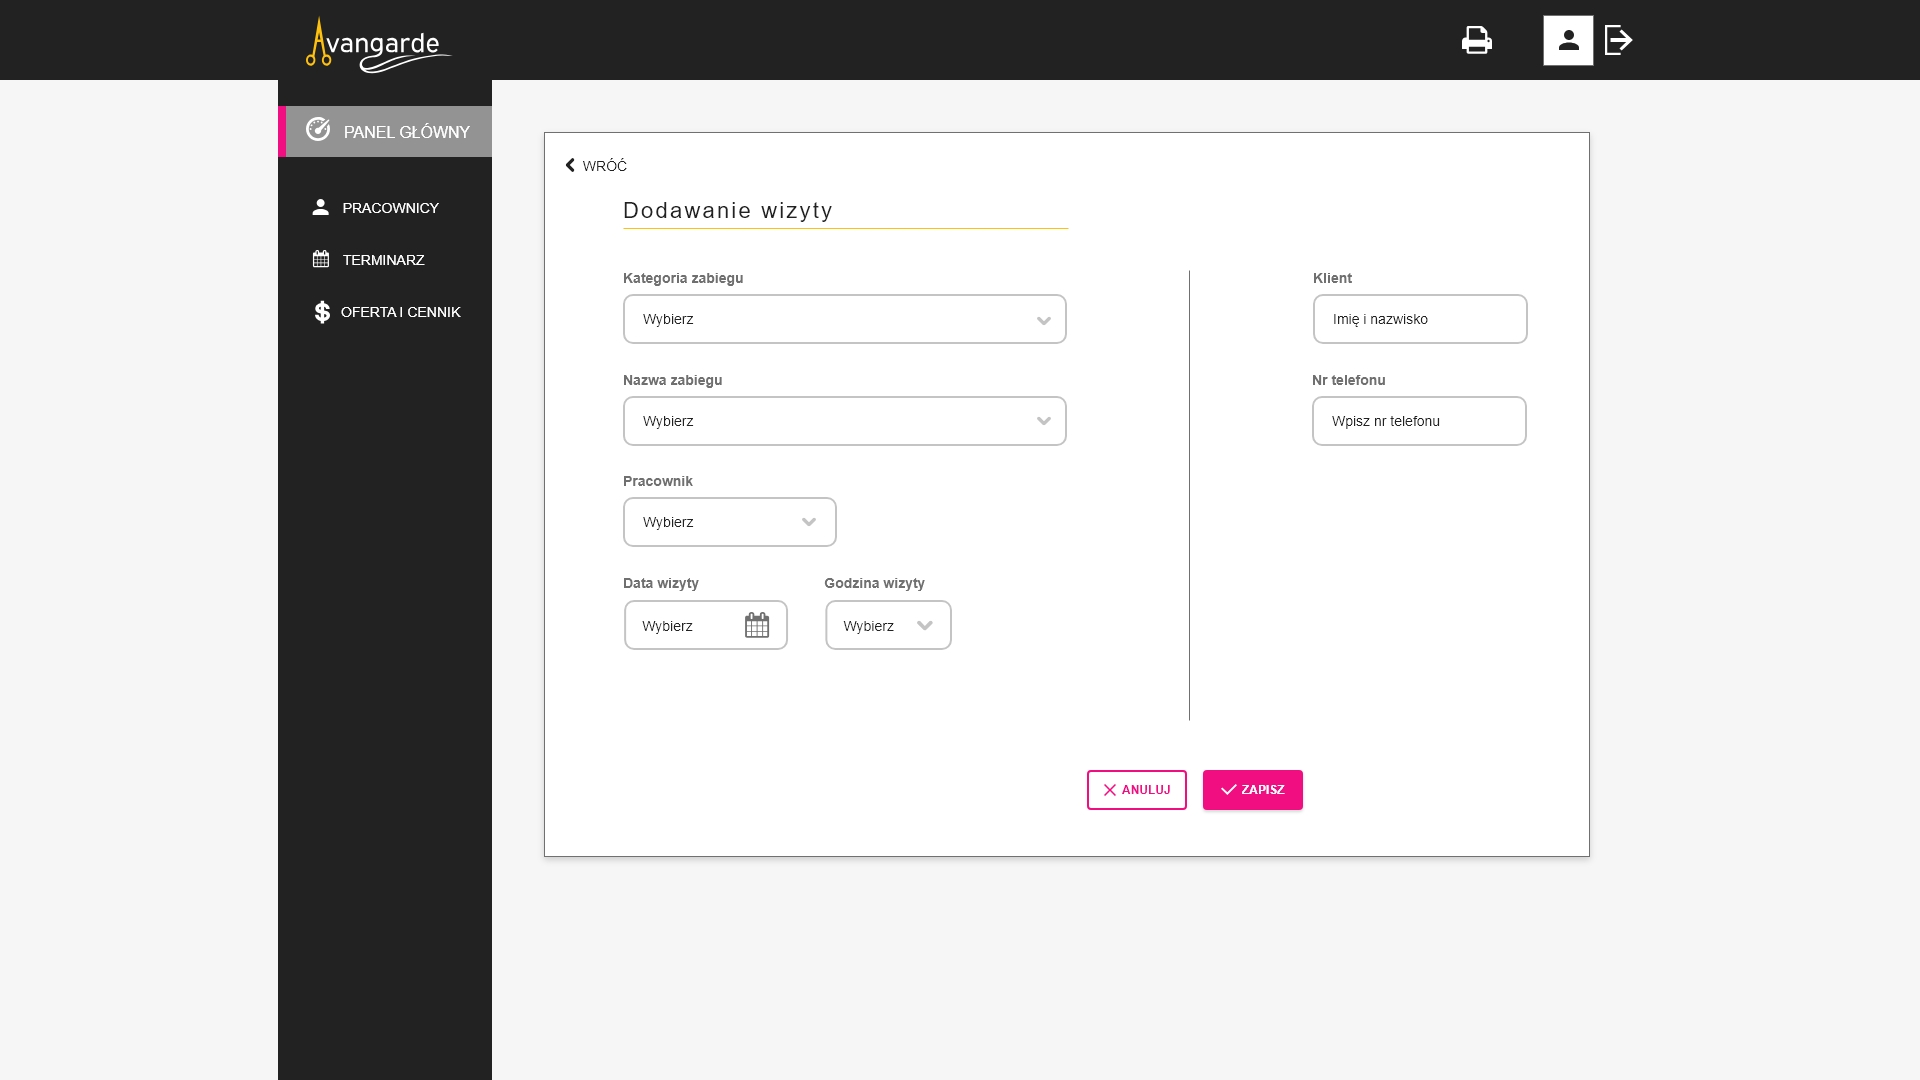 Avangarde
PANEL GŁÓWNY
PRACOWNICY
TERMINARZ
OFERTA I CENNIK
WRÓĆ
Dodawanie wizyty
Kategoria zabiegu
Wybierz
Nazwa zabiegu
Wybierz
Pracownik
Wybierz
Data wizyty
Wybierz
Godzina wizyty
Wybierz
Klient
Imię i nazwisko
Nr telefonu
Wpisz nr telefonu
ANULUJ
ZAPISZ